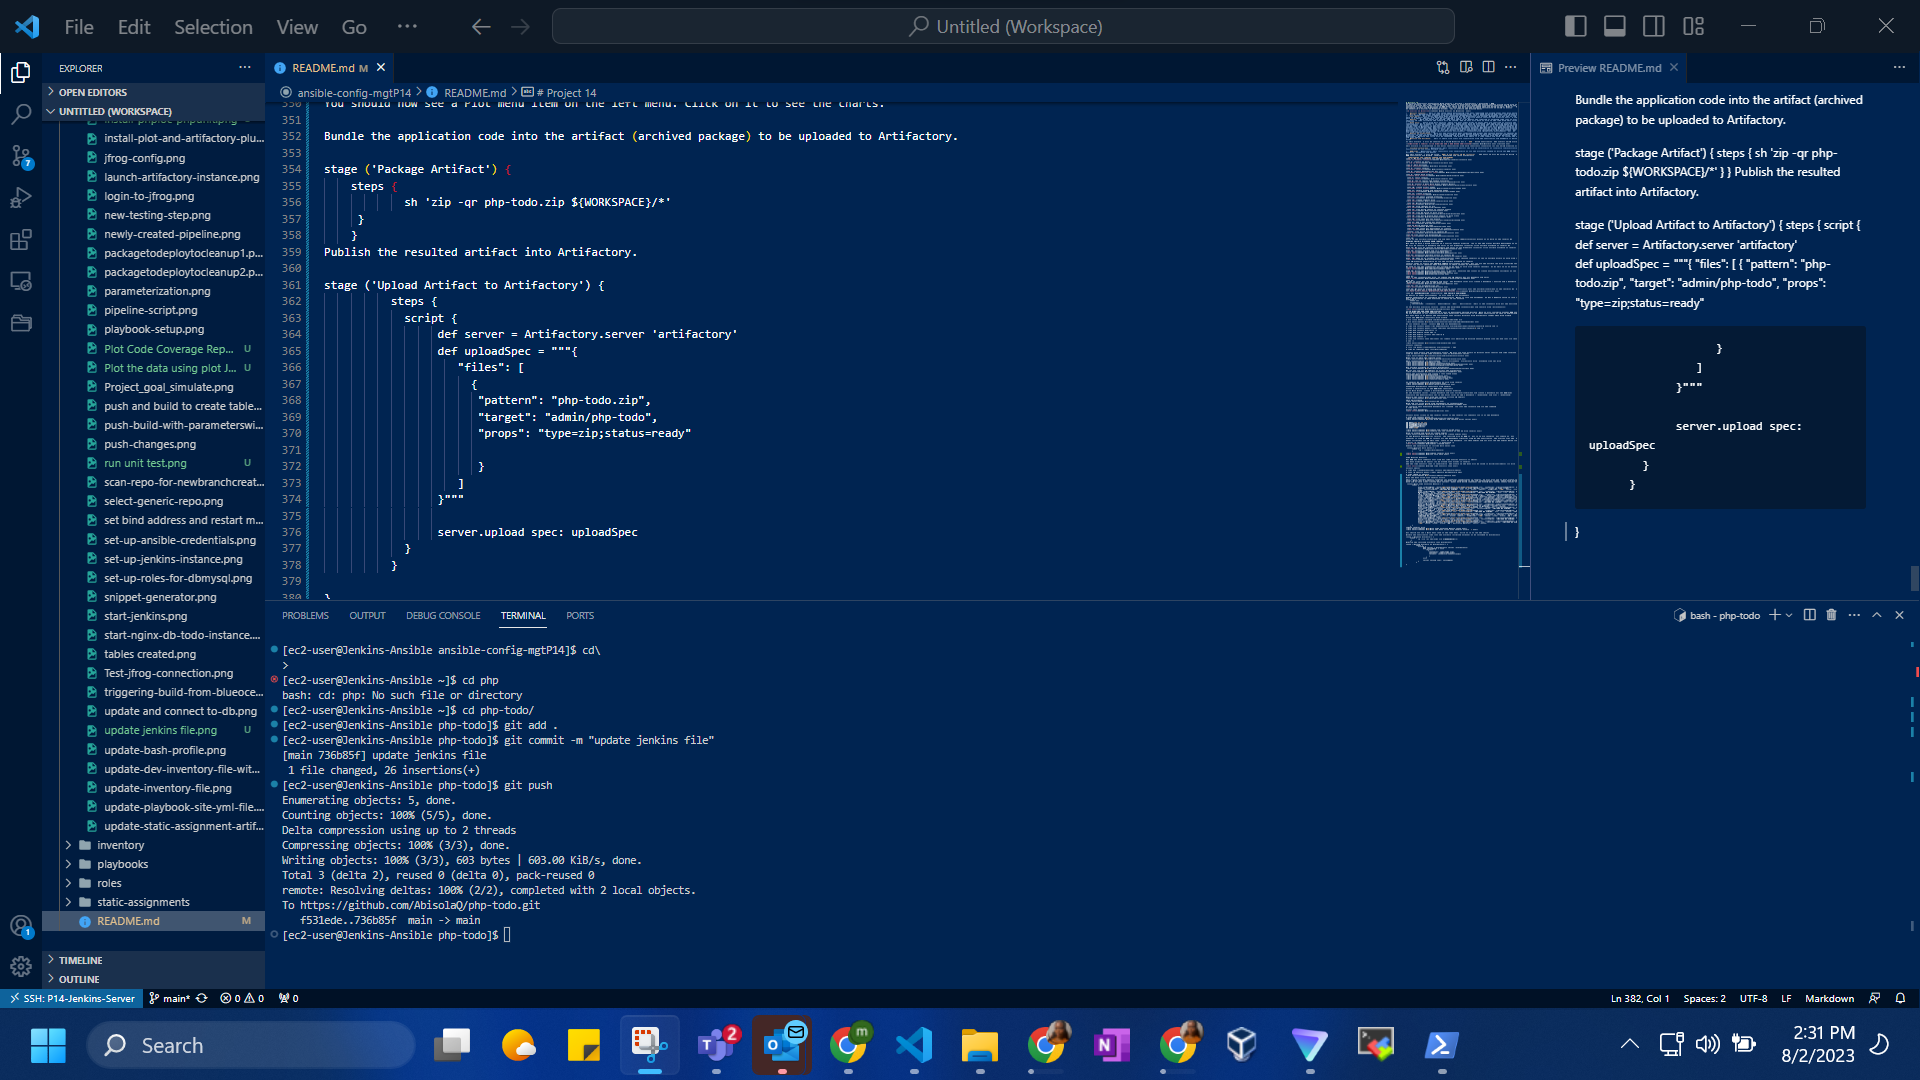 File Edit Selection View Go ··· Untitled (Workspace)
EXPLORER ···
OPEN EDITORS
UNTITLED (WORKSPACE)
install-plot-and-artifactory-plu...
jfrog-config.png
launch-artifactory-instance.png
login-to-jfrog.png
new-testing-step.png
newly-created-pipeline.png
packagetodeploytocleanup1.p...
packagetodeploytocleanup2.p...
parameterization.png
pipeline-script.png
playbook-setup.png
Plot Code Coverage Rep... U
Plot the data using plot J... U
Project_goal_simulate.png
push and build to create table...
push-build-with-parameterswi...
push-changes.png
run unit test.png U
scan-repo-for-newbranchcreat...
select-generic-repo.png
set bind address and restart m...
set-up-ansible-credentials.png
set-up-jenkins-instance.png
set-up-roles-for-dbmysql.png
snippet-generator.png
start-jenkins.png
start-nginx-db-todo-instance....
tables created.png
Test-jfrog-connection.png
triggering-build-from-blueoce...
update and connect to-db.png
update jenkins file.png U
update-bash-profile.png
update-dev-inventory-file-wit...
update-inventory-file.png
update-playbook-site-yml-file....
update-static-assignment-artif...
inventory
playbooks
roles
static-assignments
README.md M
TIMELINE
OUTLINE
7
1
README.md M
ansible-config-mgtP14 > README.md > # Project 14
350 You should now see a Plot menu item on the left menu. Click on it to see the charts.
351
352 Bundle the application code into the artifact (archived package) to be uploaded to Artifactory.
353
354 stage ('Package Artifact') {
355 steps {
356 sh 'zip -qr php-todo.zip ${WORKSPACE}/*'
357 }
358 }
359 Publish the resulted artifact into Artifactory.
360
361 stage ('Upload Artifact to Artifactory') {
362 steps {
363 script {
364 def server = Artifactory.server 'artifactory'
365 def uploadSpec = """{
366 "files": [
367 {
368 "pattern": "php-todo.zip",
369 "target": "admin/php-todo",
370 "props": "type=zip;status=ready"
371
372 }
373 ]
374 }"""
375
376 server.upload spec: uploadSpec
377 }
378 }
379
380 }
Preview README.md ···
Bundle the application code into the artifact (archived
package) to be uploaded to Artifactory.
stage ('Package Artifact') { steps { sh 'zip -qr php-
todo.zip ${WORKSPACE}/*' } } Publish the resulted
artifact into Artifactory.
stage ('Upload Artifact to Artifactory') { steps { script {
def server = Artifactory.server 'artifactory'
def uploadSpec = """{ "files": [ { "pattern": "php-
todo.zip", "target": "admin/php-todo", "props":
"type=zip;status=ready"
}
]
}"""
server.upload spec:
uploadSpec
}
}
}
PROBLEMS OUTPUT DEBUG CONSOLE TERMINAL PORTS bash - php-todo
[ec2-user@Jenkins-Ansible ansible-config-mgtP14]$ cd\
>
[ec2-user@Jenkins-Ansible ~]$ cd php
bash: cd: php: No such file or directory
[ec2-user@Jenkins-Ansible ~]$ cd php-todo/
[ec2-user@Jenkins-Ansible php-todo]$ git add .
[ec2-user@Jenkins-Ansible php-todo]$ git commit -m "update jenkins file"
[main 736b85f] update jenkins file
1 file changed, 26 insertions(+)
[ec2-user@Jenkins-Ansible php-todo]$ git push
Enumerating objects: 5, done.
Counting objects: 100% (5/5), done.
Delta compression using up to 2 threads
Compressing objects: 100% (3/3), done.
Writing objects: 100% (3/3), 603 bytes | 603.00 KiB/s, done.
Total 3 (delta 2), reused 0 (delta 0), pack-reused 0
remote: Resolving deltas: 100% (2/2), completed with 2 local objects.
To https://github.com/AbisolaQ/php-todo.git
f531ede..736b85f main -> main
[ec2-user@Jenkins-Ansible php-todo]$
SSH: P14-Jenkins-Server main* 0 0 0 Ln 382, Col 1 Spaces: 2 UTF-8 LF Markdown
Search 2 m 2:31 PM
8/2/2023